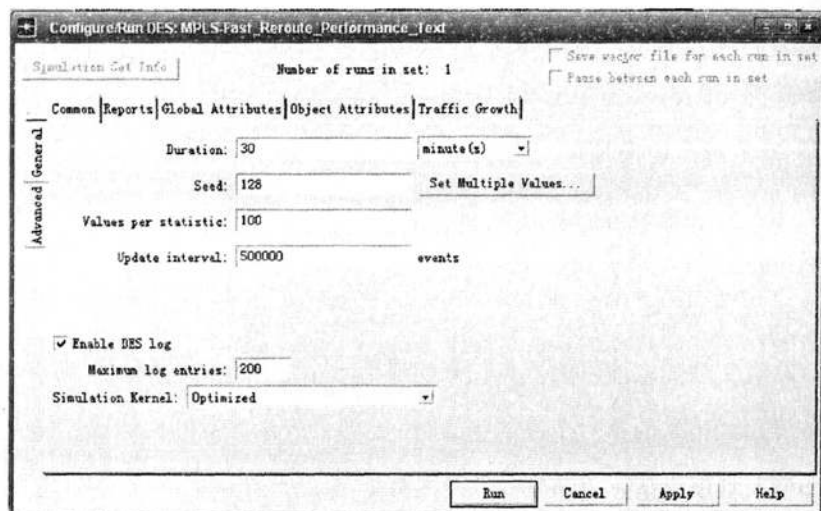 Configure/Run DES: MPLS-Fast_Reroute_Performance_Text
Simulation Set Info
Number of runs in set: 1
Save vector file for each run in set
Pause between each run in set
Common Reports Global Attributes Object Attributes Traffic Growth
General
Advanced
Duration: 30 minute(s)
Seed: 128 Set Multiple Values...
Values per statistic: 100
Update interval: 500000 events
Enable DES log
Maximum log entries: 200
Simulation Kernel: Optimized
Run Cancel Apply Help